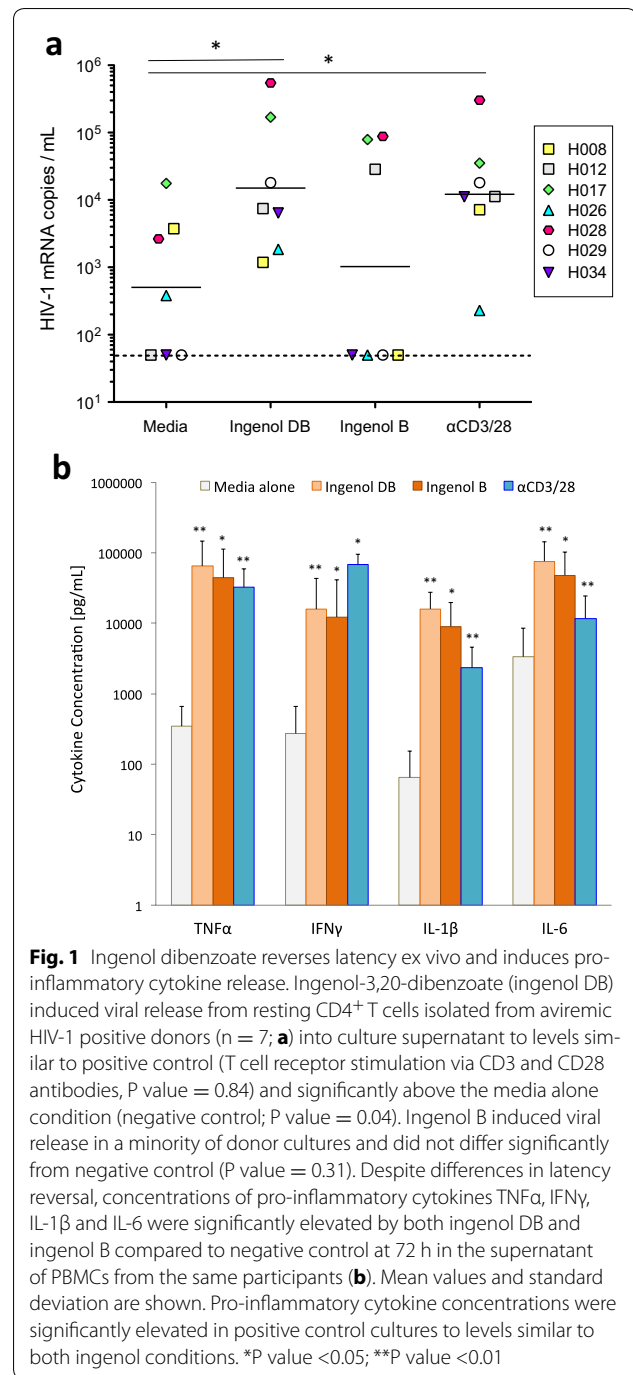 a
*
*
HIV-1 mRNA copies / mL
10⁶
10⁵
10⁴
10³
10²
10¹
Media Ingenol DB Ingenol B αCD3/28
H008
H012
H017
H026
H028
H029
H034
b
Cytokine Concentration [pg/mL]
1000000
100000
10000
1000
100
10
1
Media alone Ingenol DB Ingenol B αCD3/28
** * ** ** * * ** * ** ** * **
TNFα IFNγ IL-1β IL-6
Fig. 1 Ingenol dibenzoate reverses latency ex vivo and induces pro-
inflammatory cytokine release. Ingenol-3,20-dibenzoate (ingenol DB)
induced viral release from resting CD4⁺ T cells isolated from aviremic
HIV-1 positive donors (n = 7; a) into culture supernatant to levels sim-
ilar to positive control (T cell receptor stimulation via CD3 and CD28
antibodies, P value = 0.84) and significantly above the media alone
condition (negative control; P value = 0.04). Ingenol B induced viral
release in a minority of donor cultures and did not differ significantly
from negative control (P value = 0.31). Despite differences in latency
reversal, concentrations of pro-inflammatory cytokines TNFα, IFNγ,
IL-1β and IL-6 were significantly elevated by both ingenol DB and
ingenol B compared to negative control at 72 h in the supernatant
of PBMCs from the same participants (b). Mean values and standard
deviation are shown. Pro-inflammatory cytokine concentrations were
significantly elevated in positive control cultures to levels similar to
both ingenol conditions. *P value <0.05; **P value <0.01